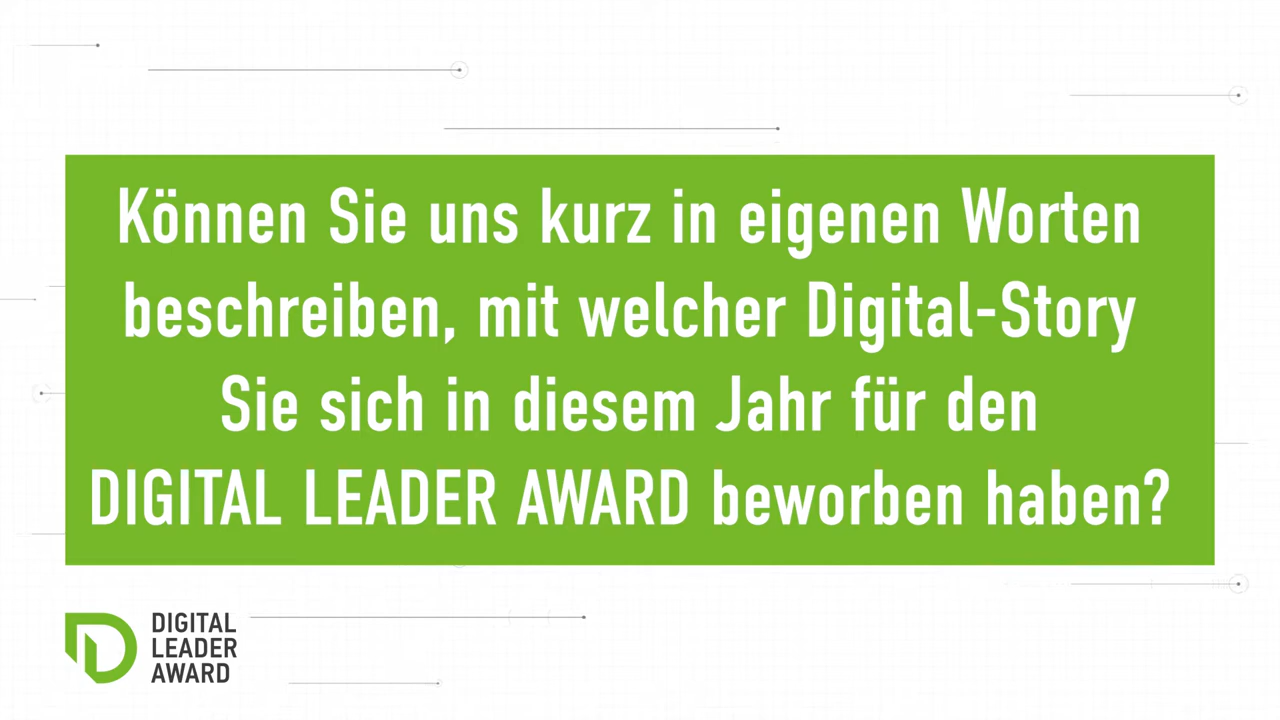 Können Sie uns kurz in eigenen Worten
beschreiben, mit welcher Digital-Story
Sie sich in diesem Jahr für den
DIGITAL LEADER AWARD beworben haben?
DIGITAL
LEADER
AWARD